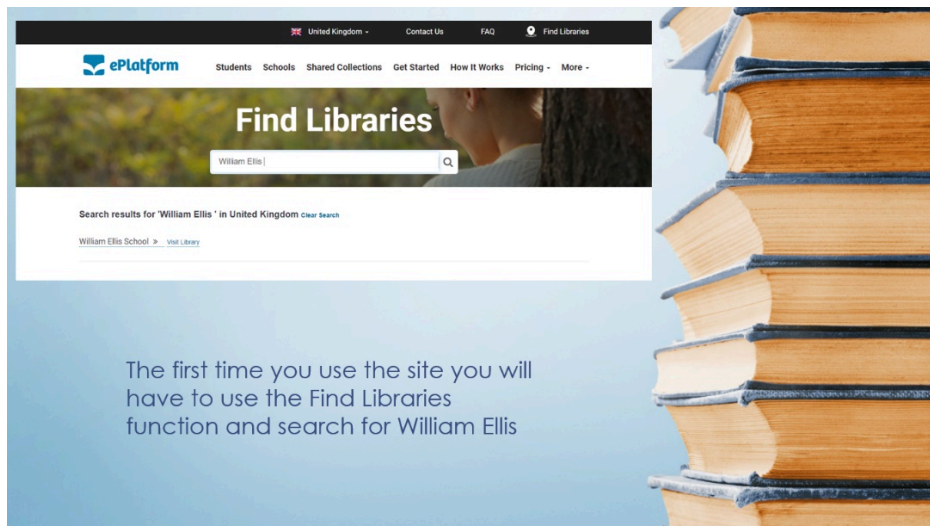 United Kingdom Contact Us FAQ Find Libraries
ePlatform Students Schools Shared Collections Get Started How It Works Pricing More
Find Libraries
William Ellis
Search results for 'William Ellis ' in United Kingdom Clear Search
William Ellis School » Visit Library
The first time you use the site you will
have to use the Find Libraries
function and search for William Ellis